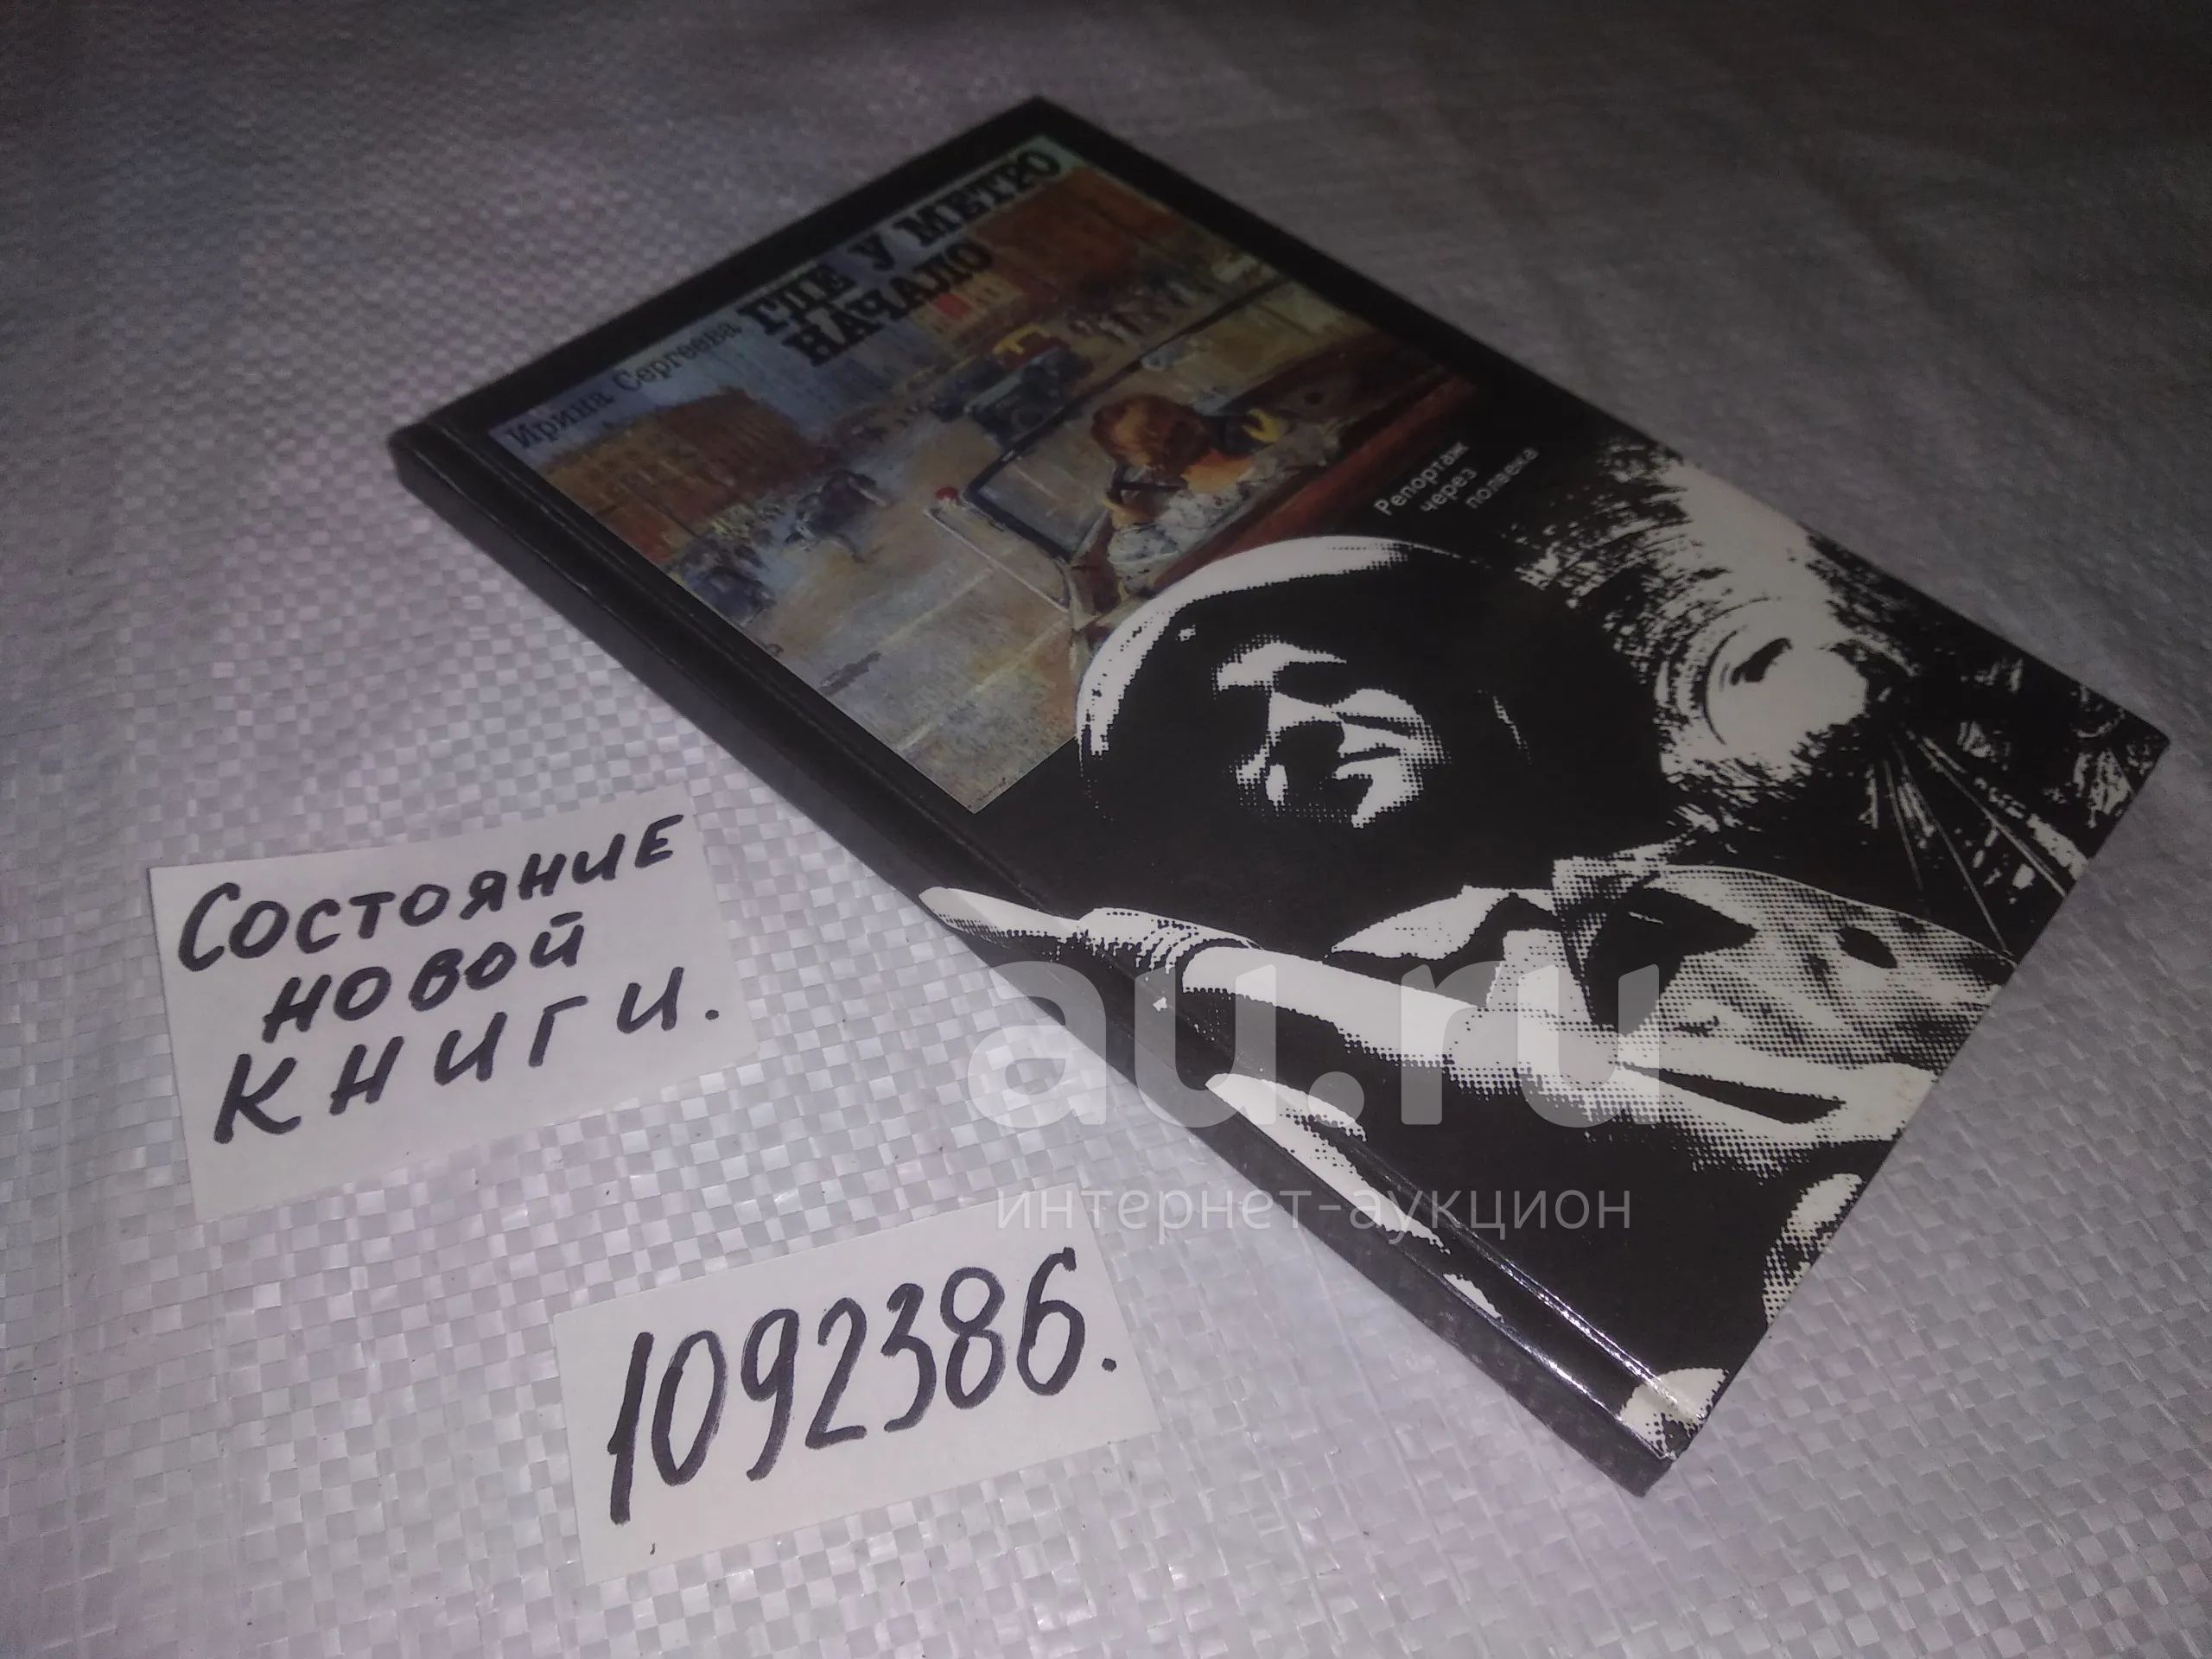 Ирина Сергеева
ГДЕ У МЕТРО
НАЧАЛО
Репортаж
через
полвека
Состояние
новой
книги.
1092386.
au.ru
интернет-аукцион